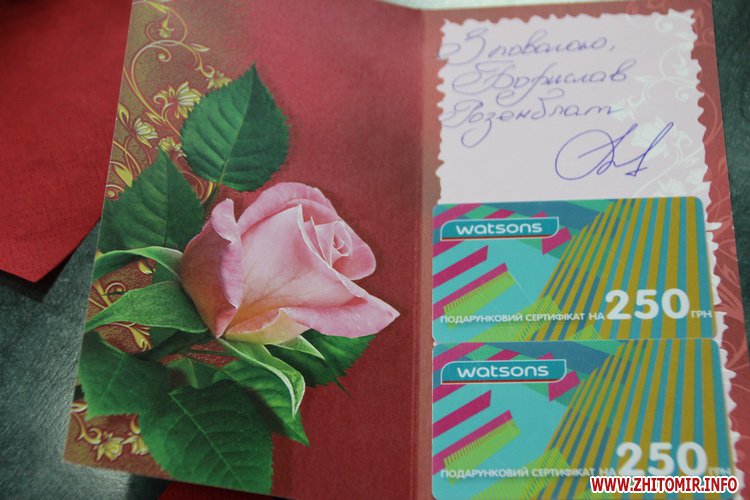 З повагою,
Борислав
Розенблат
watsons
ПОДАРУНКОВИЙ СЕРТИФІКАТ НА 250 ГРН
watsons
ПОДАРУНКОВИЙ СЕРТИФІКАТ НА 250 ГРН
WWW.ZHITOMIR.INFO